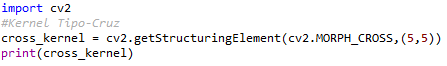 import cv2
#Kernel Tipo-Cruz
cross_kernel = cv2.getStructuringElement(cv2.MORPH_CROSS,(5,5))
print(cross_kernel)